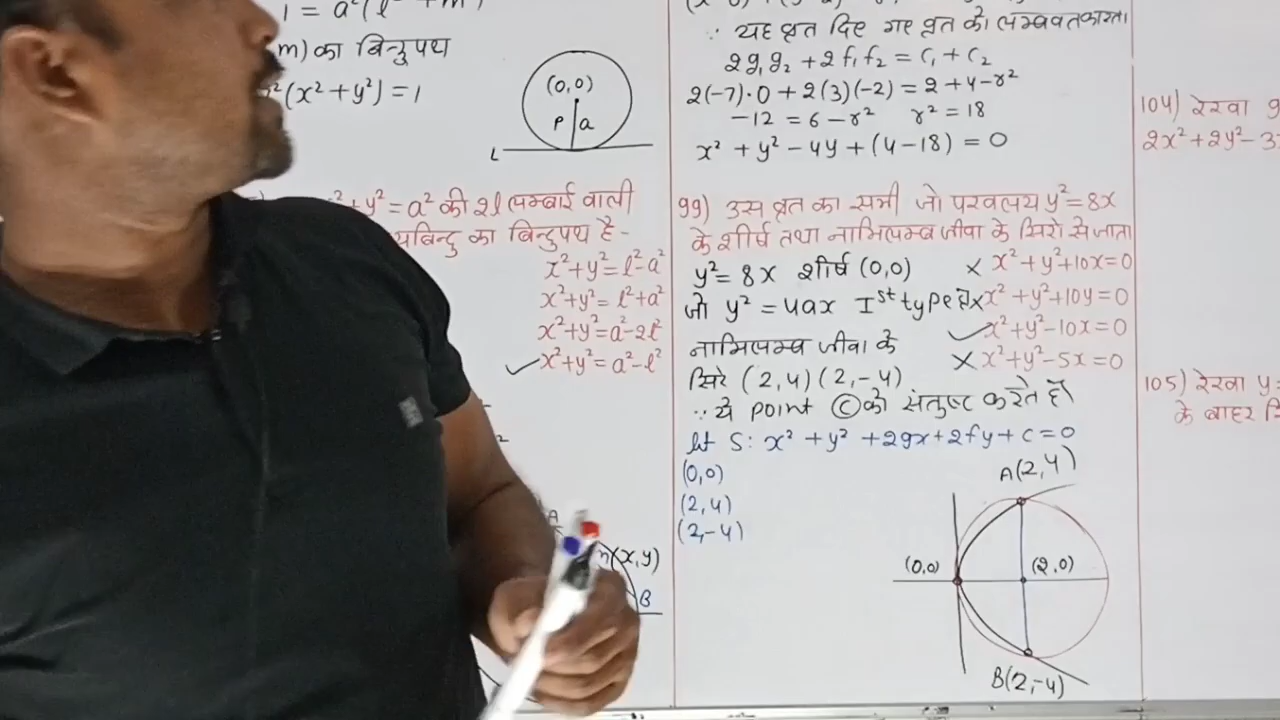 1 = a²(l² + m²)
m) का बिन्दुपथ
²(x² + y²) = 1
(0,0)
P a
L
x² + y² = a² की 2l लम्बाई वाली
का बिन्दुपथ है -
x² + y² = l² - a²
x² + y² = l² + a²
x² + y² = a² - 2l²
✓ x² + y² = a² - l²
A
(x, y)
B
∵ यह वृत दिए गए वृत को लम्बवत काटता
2g₁g₂ + 2f₁f₂ = c₁ + c₂
2(-7)·0 + 2(3)(-2) = 2 + 4 - r²
-12 = 6 - r² r² = 18
x² + y² - 4y + (4 - 18) = 0
99) उस वृत का समी जो परवलय y² = 8x
के शीर्ष तथा नाभिलम्ब जीवा के सिरो से जाता
y² = 8x शीर्ष (0,0)
जो y² = 4ax Ist type है
नाभिलम्ब जीवा के
सिरे (2,4) (2,-4)
× x² + y² + 10x = 0
× x² + y² + 10y = 0
✓ x² + y² - 10x = 0
× x² + y² - 5x = 0
∵ ये point Ⓒ को संतुष्ट करते है
let S: x² + y² + 2gx + 2fy + c = 0
(0,0)
(2,4)
(2,-4)
A(2,4)
(0,0)
(2,0)
B(2,-4)
104) रेखा y
2x² + 2y² - 3
105) रेखा y =
के बाहर